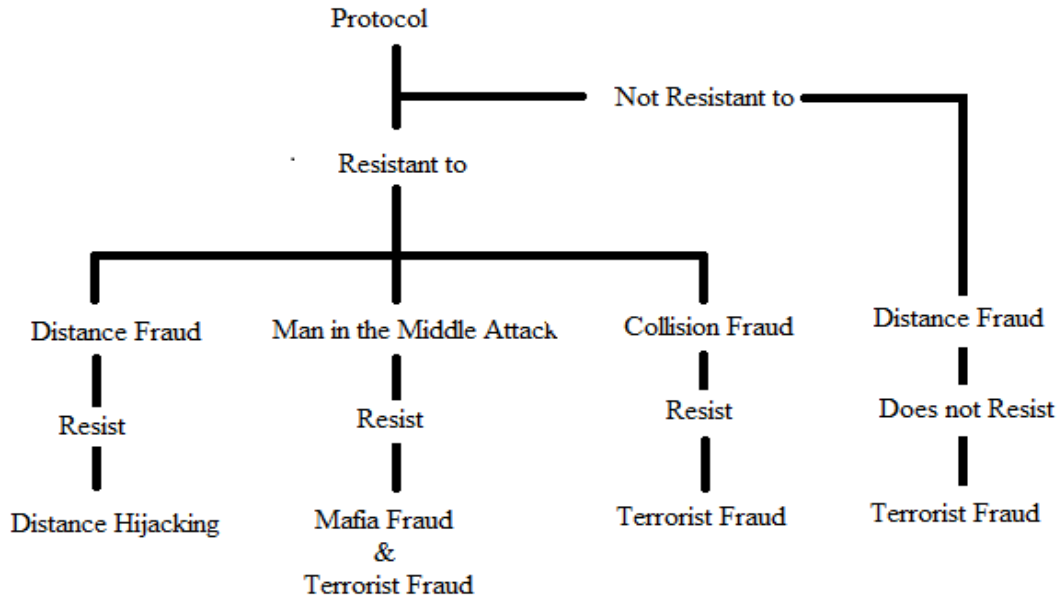 Protocol
Not Resistant to
Resistant to
Distance Fraud
Man in the Middle Attack
Collision Fraud
Distance Fraud
Resist
Resist
Resist
Does not Resist
Distance Hijacking
Mafia Fraud
&
Terrorist Fraud
Terrorist Fraud
Terrorist Fraud